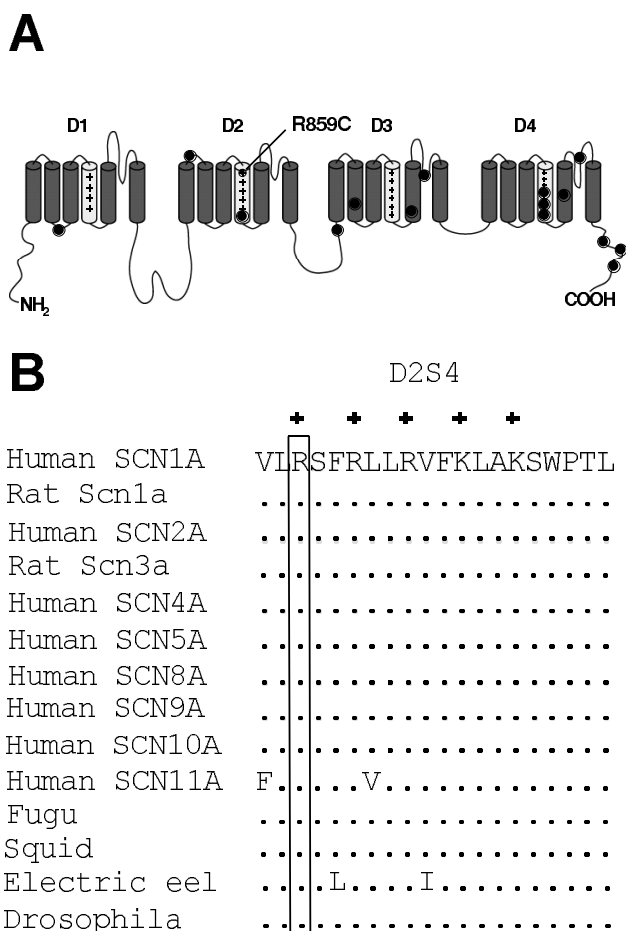 A
D1 D2 R859C D3 D4
NH2
COOH
B
D2S4
+ + + + +
Human SCN1A VLRSFRLLRVFKLAKSWPTL
Rat Scn1a ....................
Human SCN2A ....................
Rat Scn3a ....................
Human SCN4A ....................
Human SCN5A ....................
Human SCN8A ....................
Human SCN9A ....................
Human SCN10A ....................
Human SCN11A F.....V.............
Fugu ....................
Squid ....................
Electric eel ....L....I..........
Drosophila ....................